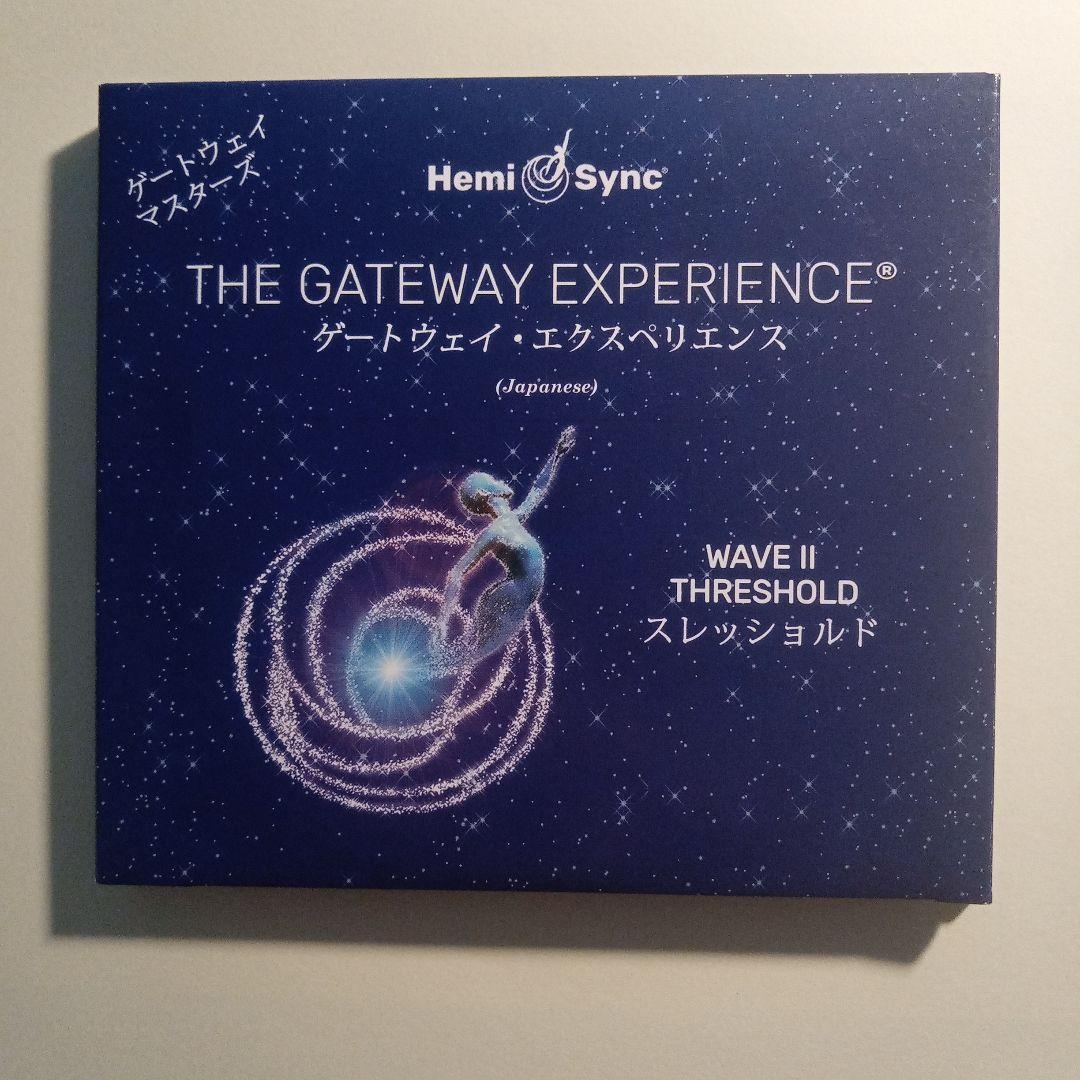 ゲートウェイ
マスターズ
Hemi Sync®
THE GATEWAY EXPERIENCE®
ゲートウェイ・エクスペリエンス
(Japanese)
WAVE II
THRESHOLD
スレッショルド